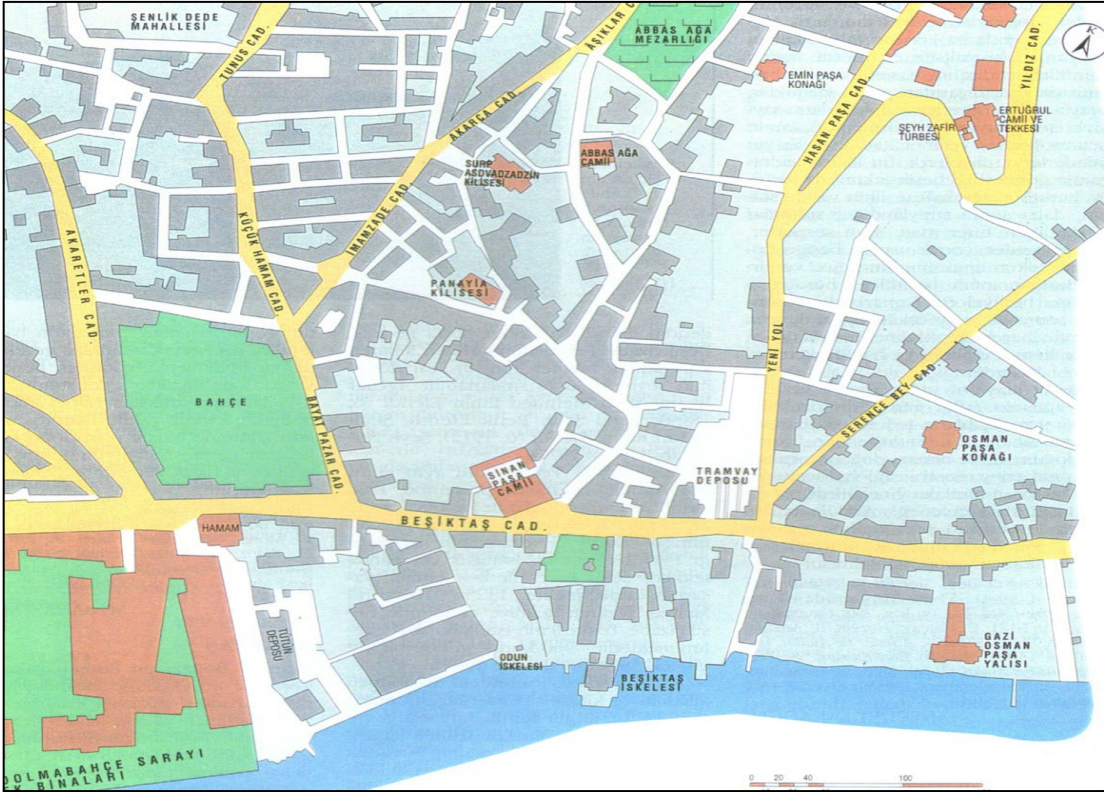 ŞENLİK DEDE
MAHALLESİ
TUNUS CAD.
AŞIKLAR C
ABBAS AĞA
MEZARLIĞI
EMİN PAŞA
KONAĞI
HASAN PAŞA CAD.
YILDIZ CAD.
K
ŞEYH ZAFİR
TÜRBESİ
ERTUĞRUL
CAMİİ VE
TEKKESİ
AKARCA CAD.
SURP
ASDVADZADZİN
KİLİSESİ
ABBAS AĞA
CAMİİ
AKARETLER CAD.
KÜÇÜK HAMAM CAD.
İMAMZADE CAD.
PANAYİA
KİLİSESİ
YENİ YOL
SERENCE BEY CAD.
BAHÇE
BAYAT PAZAR CAD.
SİNAN
PAŞA
CAMİİ
TRAMVAY
DEPOSU
OSMAN
PAŞA
KONAĞI
HAMAM
BEŞİKTAŞ CAD.
TÜTÜN
DEPOSU
ODUN
İSKELESİ
BEŞİKTAŞ
İSKELESİ
GAZİ
OSMAN
PAŞA
YALISI
DOLMABAHÇE SARAYI
EK BİNALARI
0 20 40 100